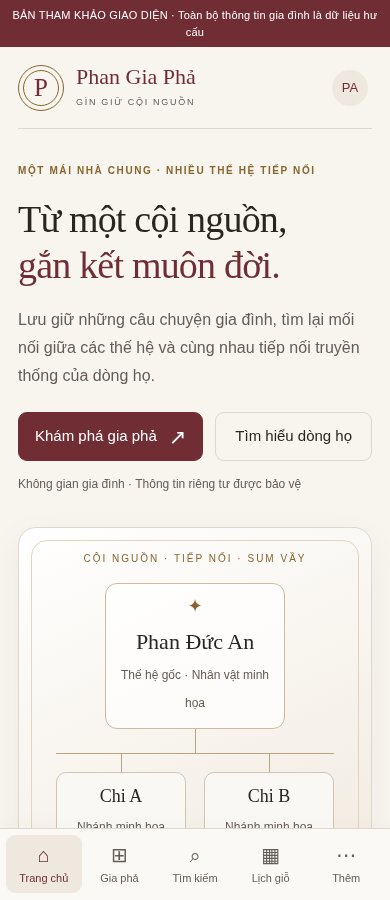 BẢN THAM KHẢO GIAO DIỆN · Toàn bộ thông tin gia đình là dữ liệu hư
cấu
P
Phan Gia Phả
GÌN GIỮ CỘI NGUỒN
PA
MỘT MÁI NHÀ CHUNG · NHIỀU THẾ HỆ TIẾP NỐI
Từ một cội nguồn,
gắn kết muôn đời.
Lưu giữ những câu chuyện gia đình, tìm lại mối
nối giữa các thế hệ và cùng nhau tiếp nối truyền
thống của dòng họ.
Khám phá gia phả ↗
Tìm hiểu dòng họ
Không gian gia đình · Thông tin riêng tư được bảo vệ
CỘI NGUỒN · TIẾP NỐI · SUM VẦY
Phan Đức An
Thế hệ gốc · Nhân vật minh
họa
Chi A
Nhánh minh họa
Chi B
Nhánh minh họa
Trang chủ
Gia phả
Tìm kiếm
Lịch giỗ
Thêm